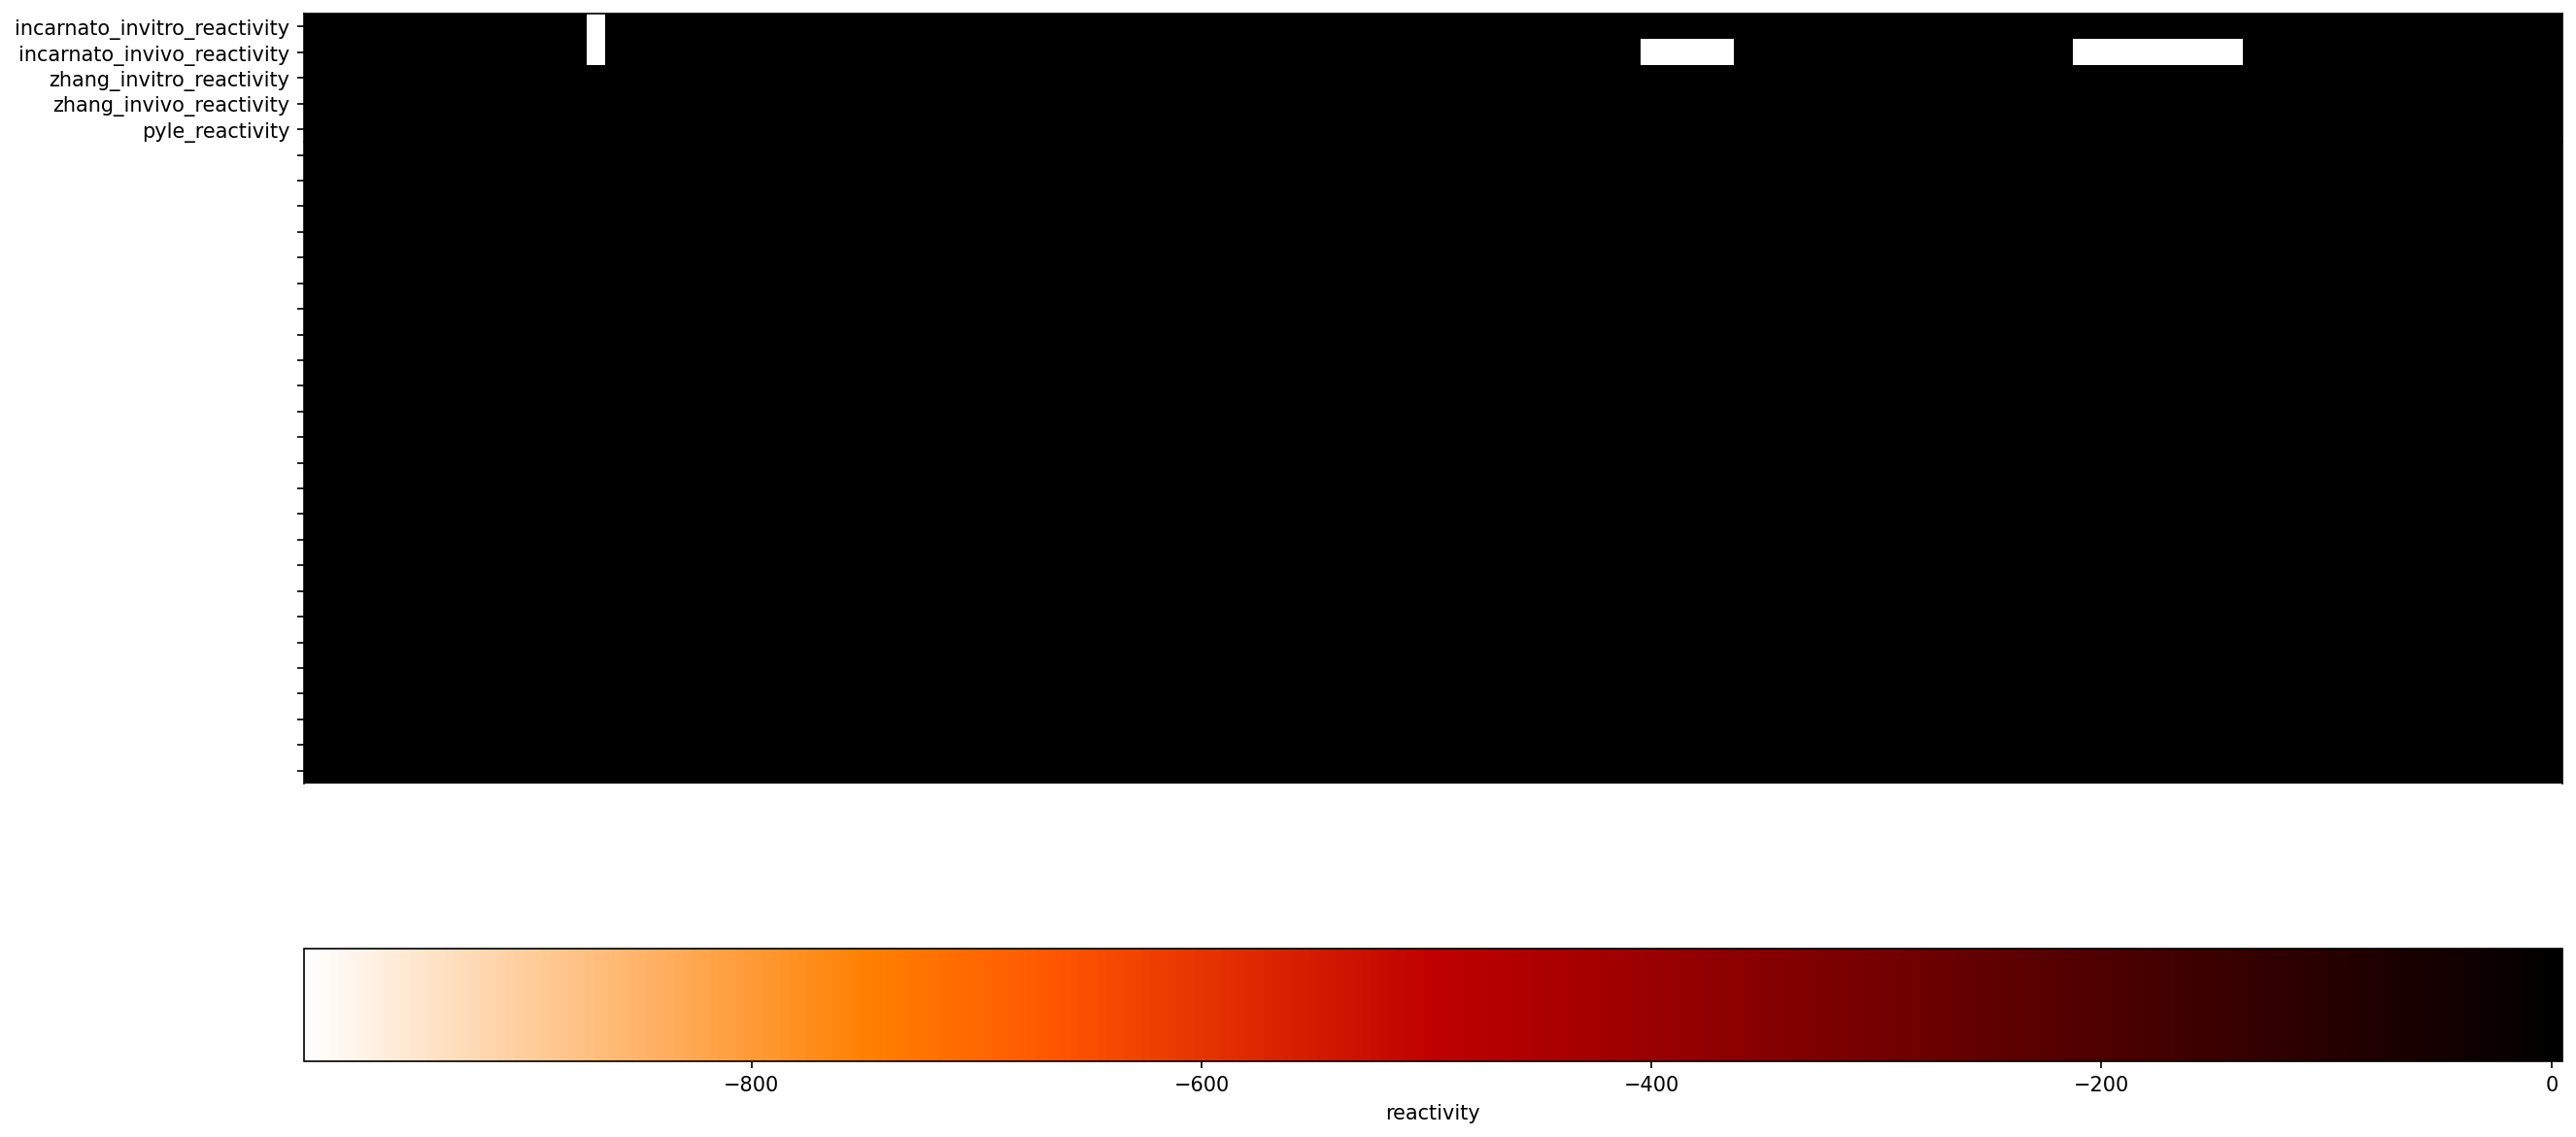 incarnato_invitro_reactivity
incarnato_invivo_reactivity
zhang_invitro_reactivity
zhang_invivo_reactivity
pyle_reactivity
−800 −600 −400 −200 0
reactivity